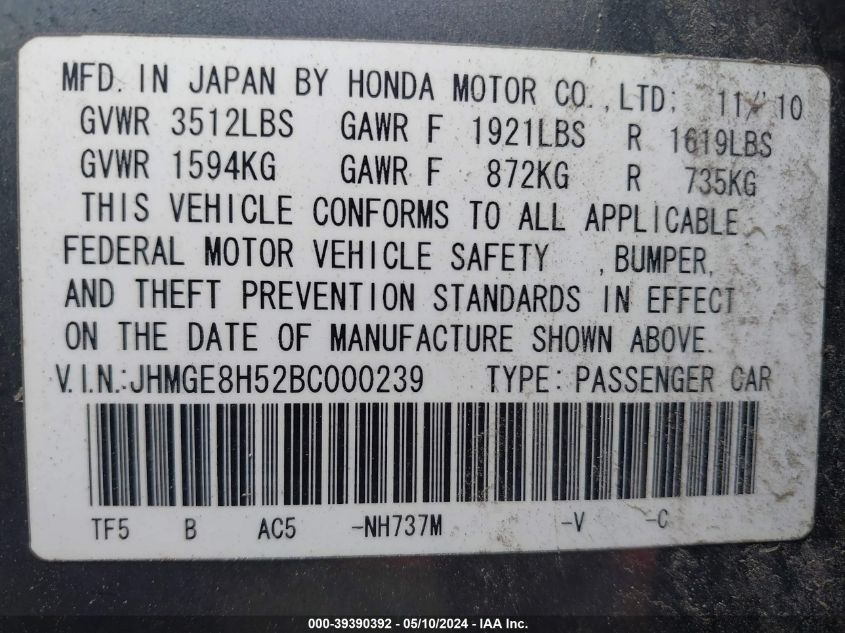 MFD. IN JAPAN BY HONDA MOTOR CO., LTD: 11/'10
GVWR 3512LBS GAWR F 1921LBS R 1619LBS
GVWR 1594KG GAWR F 872KG R 735KG
THIS VEHICLE CONFORMS TO ALL APPLICABLE
FEDERAL MOTOR VEHICLE SAFETY , BUMPER,
AND THEFT PREVENTION STANDARDS IN EFFECT
ON THE DATE OF MANUFACTURE SHOWN ABOVE.
V.I.N.:JHMGE8H52BC000239 TYPE: PASSENGER CAR
TF5 B AC5 -NH737M -V -C
000-39390392 - 05/10/2024 - IAA Inc.